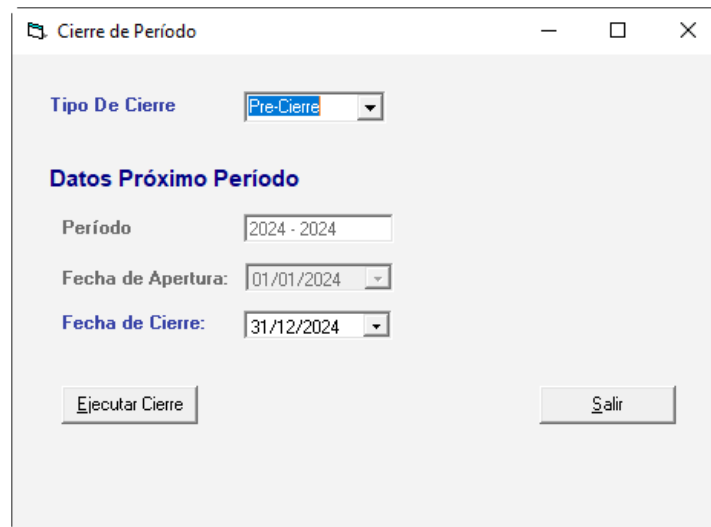 Cierre de Período
Tipo De Cierre Pre-Cierre
Datos Próximo Período
Período 2024 - 2024
Fecha de Apertura: 01/01/2024
Fecha de Cierre: 31/12/2024
Ejecutar Cierre Salir